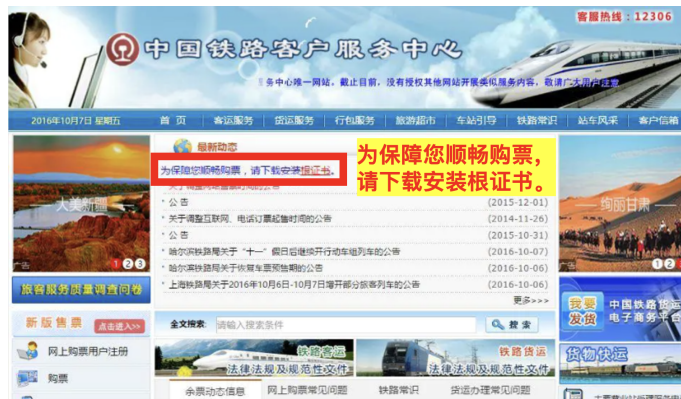 客服热线：12306
中国铁路客户服务中心
务中心唯一网站。截止目前，没有授权其他网站开展类似服务内容，敬请广大用户注意
2016年10月7日 星期五 首 页 客运服务 货运服务 行包服务 旅游超市 车站引导 铁路常识 站车风采 客户信箱
最新动态
为保障您顺畅购票，请下载安装根证书。
为保障您顺畅购票，
请下载安装根证书。
关于调整网站售票时间的公告
公告 (2015-12-01)
关于调整互联网、电话订票起售时间的公告 (2014-11-26)
公告 (2015-10-31)
哈尔滨铁路局关于"十一"假日后继续开行动车组列车的公告 (2016-10-07)
哈尔滨铁路局关于恢复车票预售期的公告 (2016-10-06)
上海铁路局关于2016年10月6日-10月7日增开部分旅客列车的公告 (2016-10-06)
更多>>>
大美新疆
广告
1 2 3
绚丽甘肃
广告
1 2
旅客服务质量调查问卷
新版售票 点击进入>>
网上购票用户注册
购票
全文搜索: 请输入搜索条件 搜 索
铁路客运
法律法规及规范性文件
铁路货运
法律法规及规范性文件
余票动态信息 网上购票常见问题 铁路常识 货运办理常见问题
我要
发货
中国铁路货运
电子商务平台
货物快运